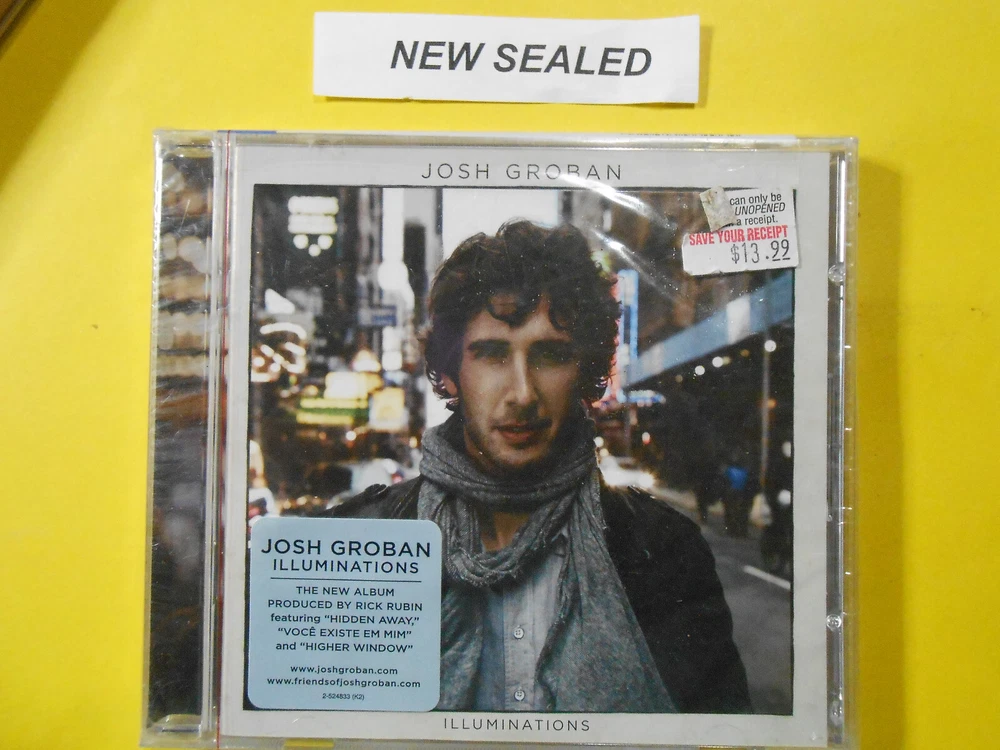 NEW SEALED
JOSH GROBAN
can only be
UNOPENED
a receipt.
SAVE YOUR RECEIPT
$13.99
JOSH GROBAN
ILLUMINATIONS
THE NEW ALBUM
PRODUCED BY RICK RUBIN
featuring "HIDDEN AWAY,"
"VOCÊ EXISTE EM MIM"
and "HIGHER WINDOW"
www.joshgroban.com
www.friendsofjoshgroban.com
2-524833 (K2)
ILLUMINATIONS